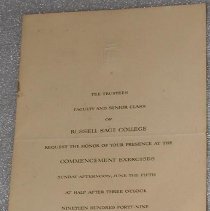 THE TRUSTEES
FACULTY AND SENIOR CLASS
OF
RUSSELL SAGE COLLEGE
REQUEST THE HONOR OF YOUR PRESENCE AT THE
COMMENCEMENT EXERCISES
SUNDAY AFTERNOON, JUNE THE FIFTH
AT HALF AFTER THREE O'CLOCK
NINETEEN HUNDRED FORTY-NINE